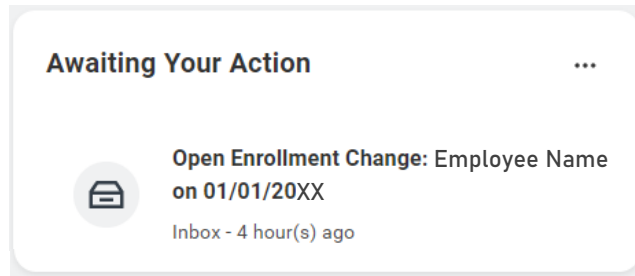 Awaiting Your Action
Open Enrollment Change: Employee Name
on 01/01/20XX
Inbox - 4 hour(s) ago